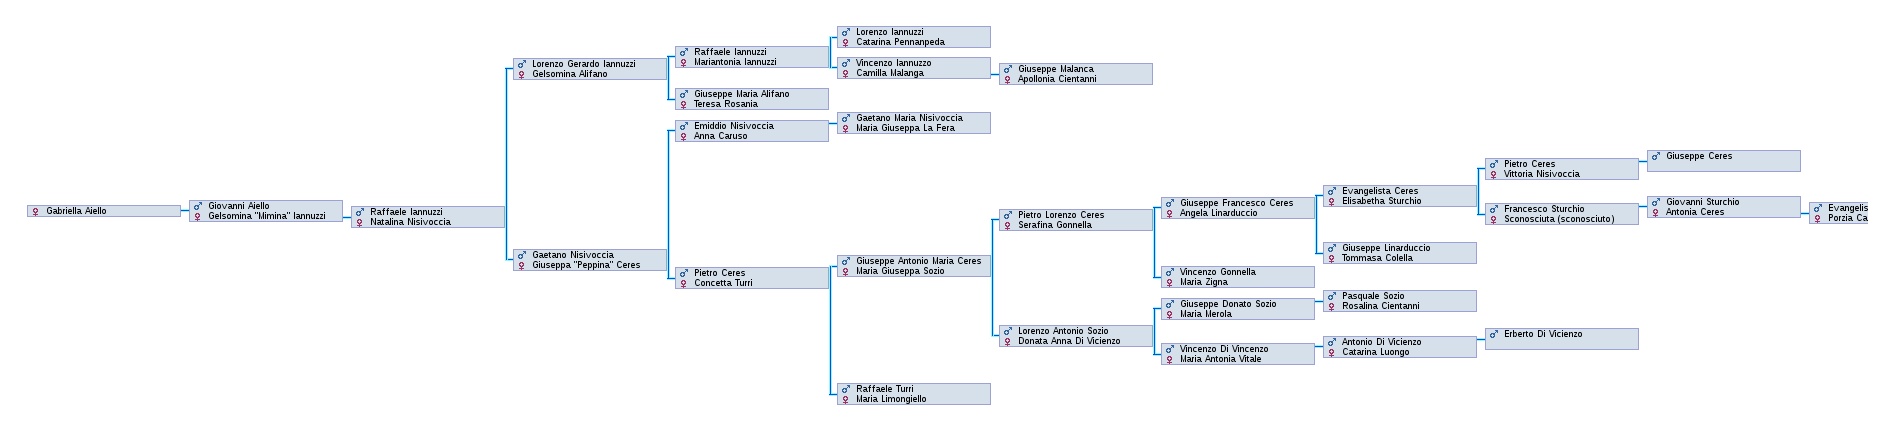 Gabriella Aiello
Giovanni Aiello
Gelsomina "Mimina" Iannuzzi
Raffaele Iannuzzi
Natalina Nisivoccia
Lorenzo Gerardo Iannuzzi
Gelsomina Alifano
Gaetano Nisivoccia
Giuseppa "Peppina" Ceres
Raffaele Iannuzzi
Mariantonia Iannuzzi
Giuseppe Maria Alifano
Teresa Rosania
Emiddio Nisivoccia
Anna Caruso
Pietro Ceres
Concetta Turri
Lorenzo Iannuzzi
Catarina Pennanpeda
Vincenzo Iannuzzo
Camilla Malanga
Gaetano Maria Nisivoccia
Maria Giuseppa La Fera
Giuseppe Antonio Maria Ceres
Maria Giuseppa Sozio
Raffaele Turri
Maria Limongiello
Giuseppe Malanca
Apollonia Cientanni
Pietro Lorenzo Ceres
Serafina Gonnella
Lorenzo Antonio Sozio
Donata Anna Di Vicienzo
Giuseppe Francesco Ceres
Angela Linarduccio
Vincenzo Gonnella
Maria Zigna
Giuseppe Donato Sozio
Maria Merola
Vincenzo Di Vincenzo
Maria Antonia Vitale
Evangelista Ceres
Elisabetha Sturchio
Giuseppe Linarduccio
Tommasa Colella
Pasquale Sozio
Rosalina Cientanni
Antonio Di Vicienzo
Catarina Luongo
Pietro Ceres
Vittoria Nisivoccia
Francesco Sturchio
Sconosciuta (sconosciuto)
Erberto Di Vicienzo
Giuseppe Ceres
Giovanni Sturchio
Antonia Ceres
Evangelis
Porzia Ca